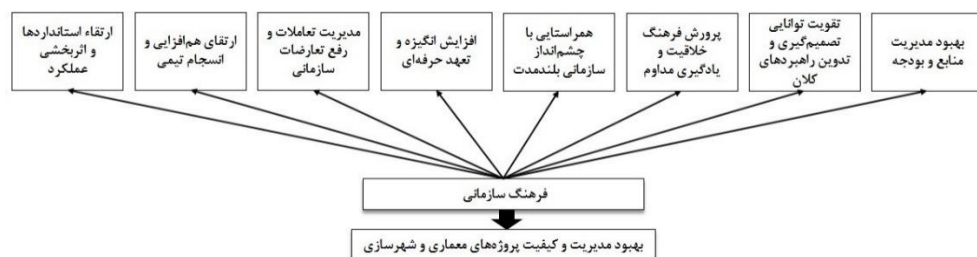 بهبود مدیریت
منابع و بودجه
تقویت توانایی
تصمیم‌گیری و
تدوین راهبردهای
کلان
پرورش فرهنگ
خلاقیت و
یادگیری مداوم
همراستایی با
چشم‌انداز
سازمانی بلندمدت
افزایش انگیزه و
تعهد حرفه‌ای
مدیریت تعاملات و
رفع تعارضات
سازمانی
ارتقای هم‌افزایی و
انسجام تیمی
ارتقاء استانداردها
و اثربخشی
عملکرد
فرهنگ سازمانی
بهبود مدیریت و کیفیت پروژه‌های معماری و شهرسازی